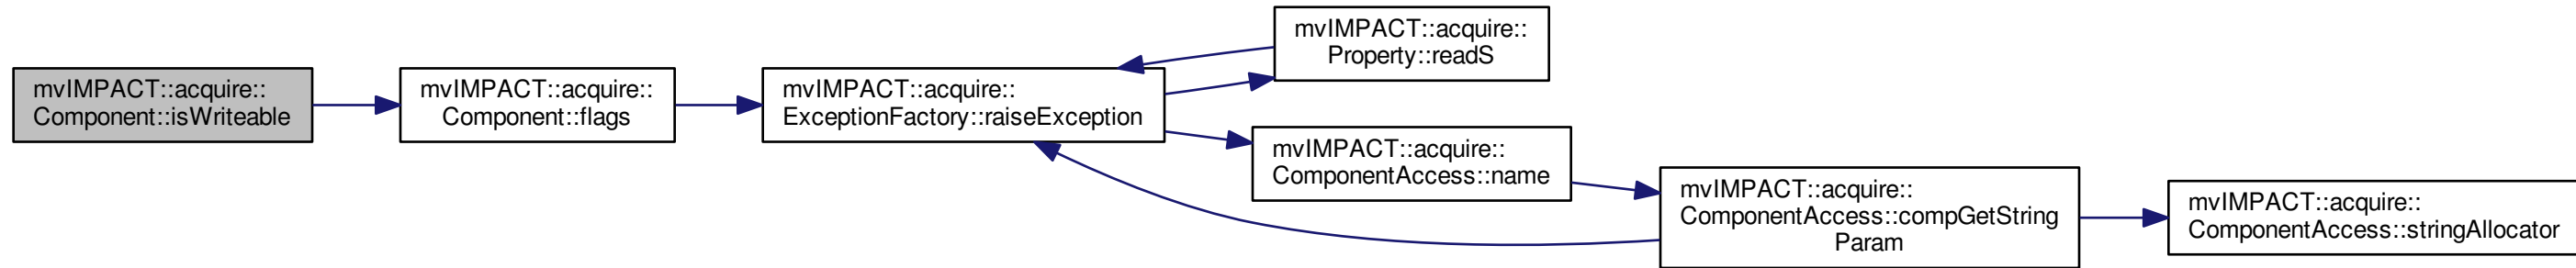 mvIMPACT::acquire::
Component::isWriteable
mvIMPACT::acquire::
Component::flags
mvIMPACT::acquire::
ExceptionFactory::raiseException
mvIMPACT::acquire::
Property::readS
mvIMPACT::acquire::
ComponentAccess::name
mvIMPACT::acquire::
ComponentAccess::compGetString
Param
mvIMPACT::acquire::
ComponentAccess::stringAllocator